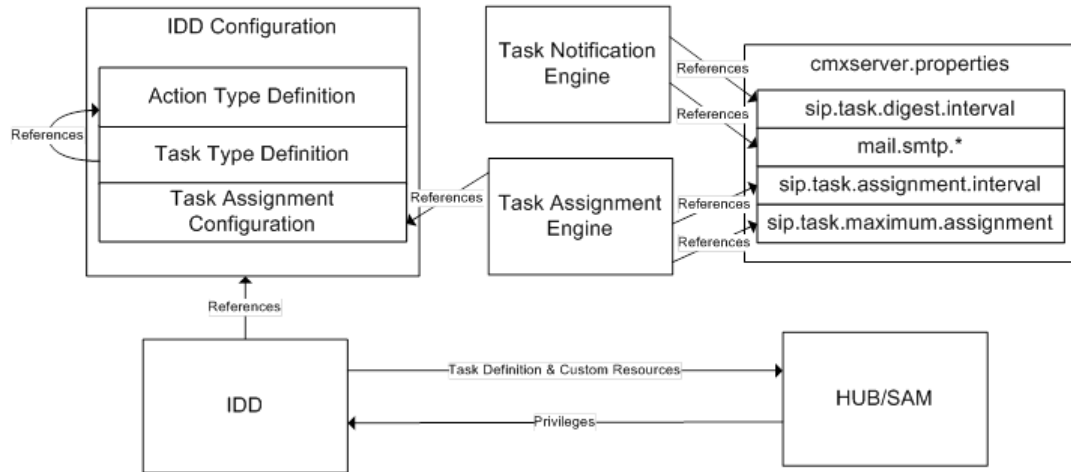 IDD Configuration
Action Type Definition
References
Task Type Definition
Task Assignment
Configuration
References
Task Notification
Engine
References
References
Task Assignment
Engine
References
References
References
cmxserver.properties
sip.task.digest.interval
mail.smtp.*
sip.task.assignment.interval
sip.task.maximum.assignment
IDD
Task Definition & Custom Resources
Privileges
HUB/SAM